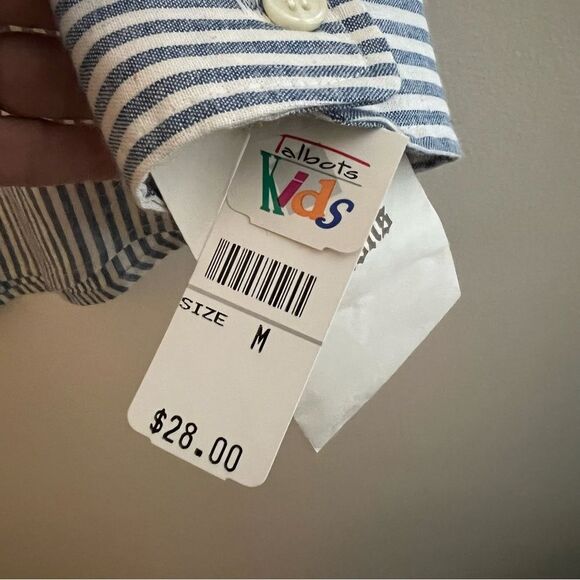 Talbots
Kids
SIZE M
$28.00